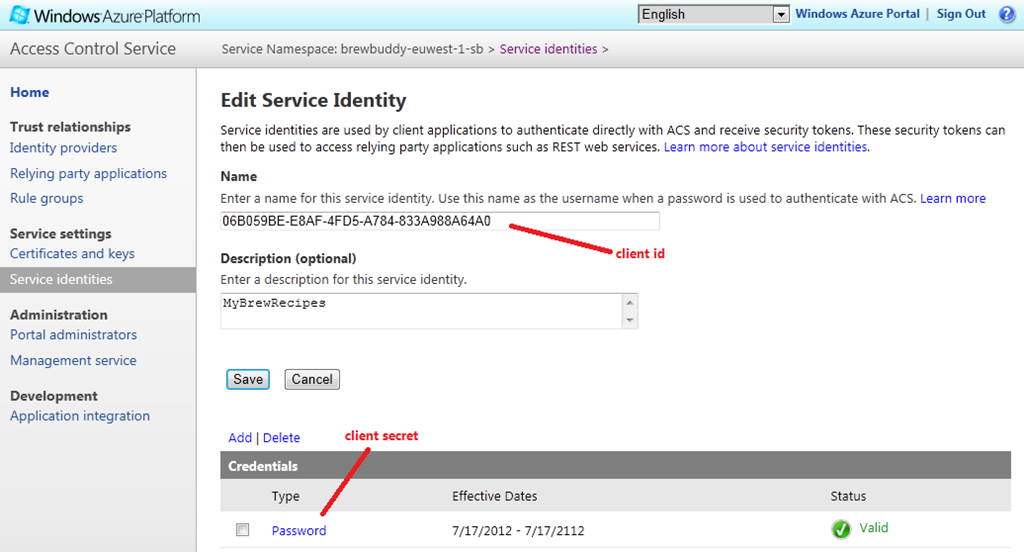 Windows Azure Platform
English
Windows Azure Portal | Sign Out ?
Access Control Service
Service Namespace: brewbuddy-euwest-1-sb > Service identities >
Home
Trust relationships
Identity providers
Relying party applications
Rule groups
Service settings
Certificates and keys
Service identities
Administration
Portal administrators
Management service
Development
Application integration
Edit Service Identity
Service identities are used by client applications to authenticate directly with ACS and receive security tokens. These security tokens can
then be used to access relying party applications such as REST web services. Learn more about service identities.
Name
Enter a name for this service identity. Use this name as the username when a password is used to authenticate with ACS. Learn more
06B059BE-E8AF-4FD5-A784-833A988A64A0
client id
Description (optional)
Enter a description for this service identity.
MyBrewRecipes
Save Cancel
Add | Delete
client secret
Credentials
Type Effective Dates Status
Password 7/17/2012 - 7/17/2112 Valid